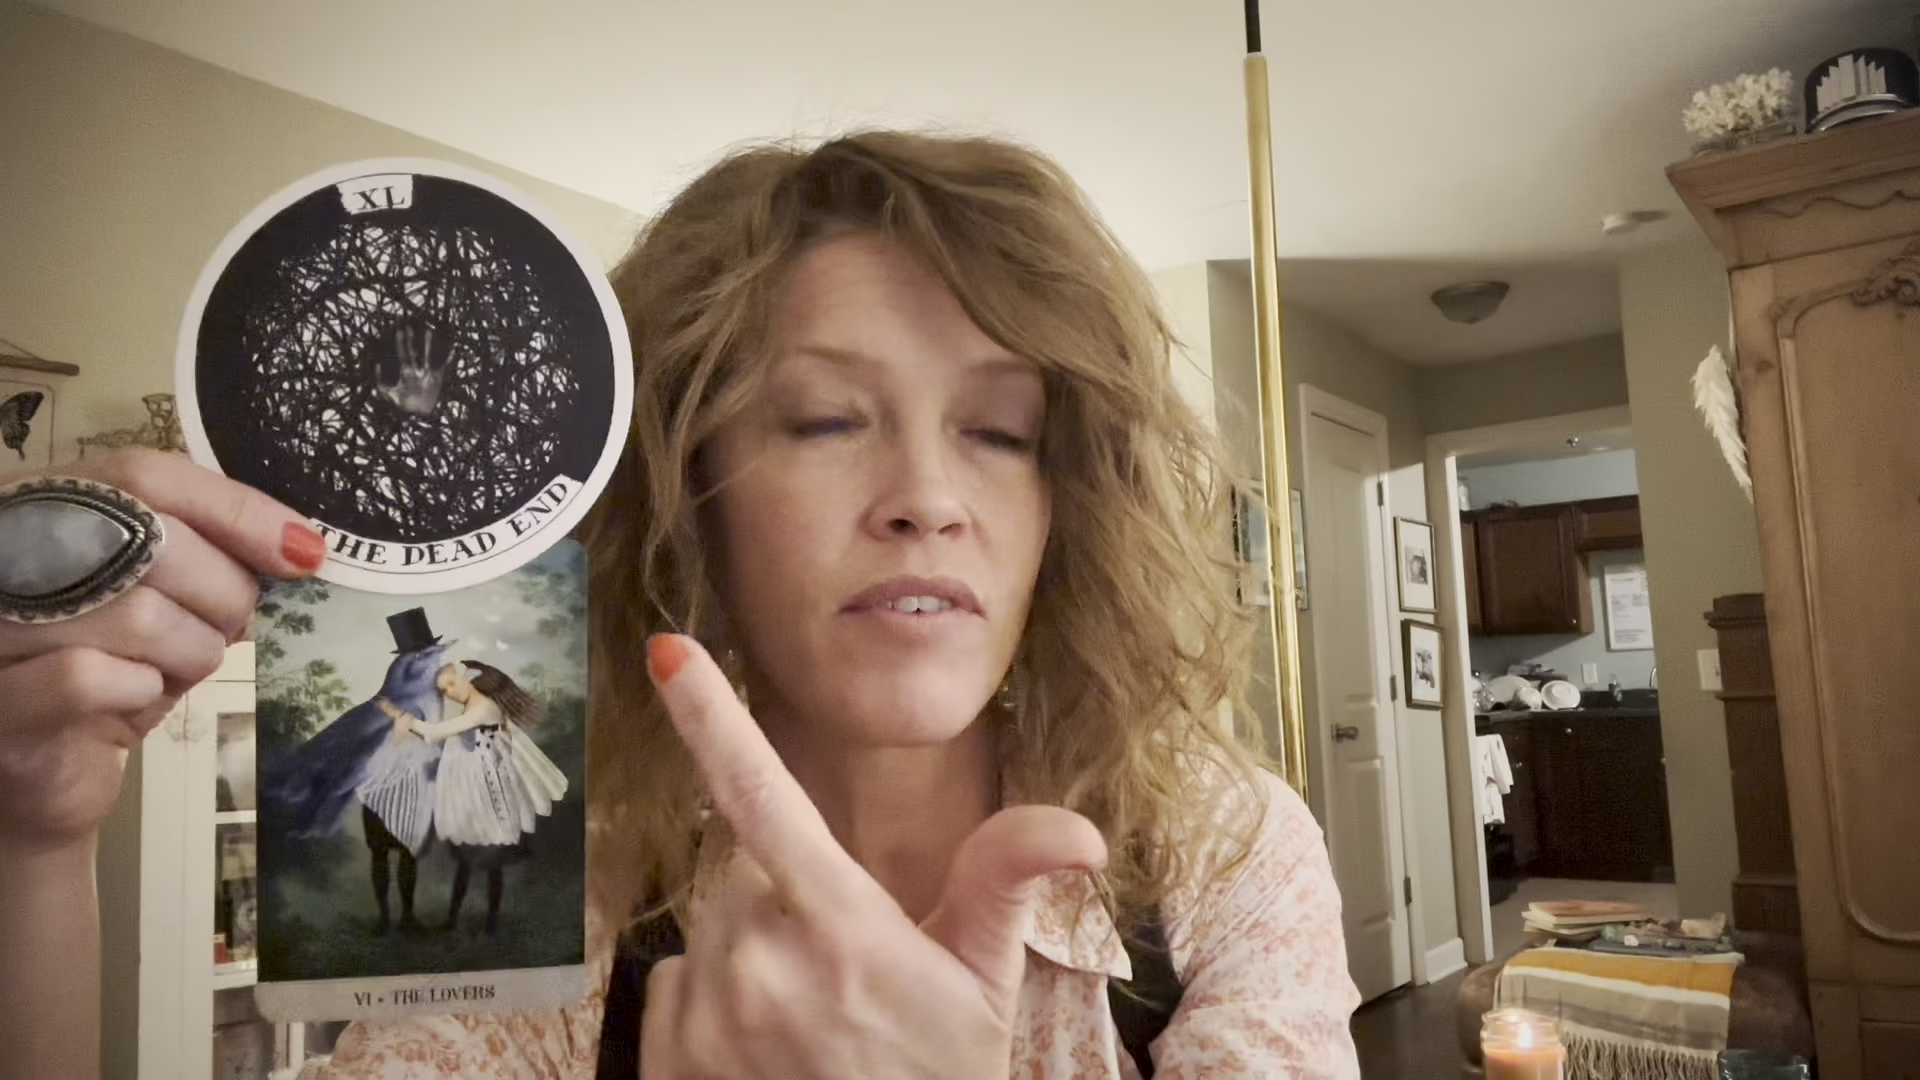 XL
THE DEAD END
VI • THE LOVERS